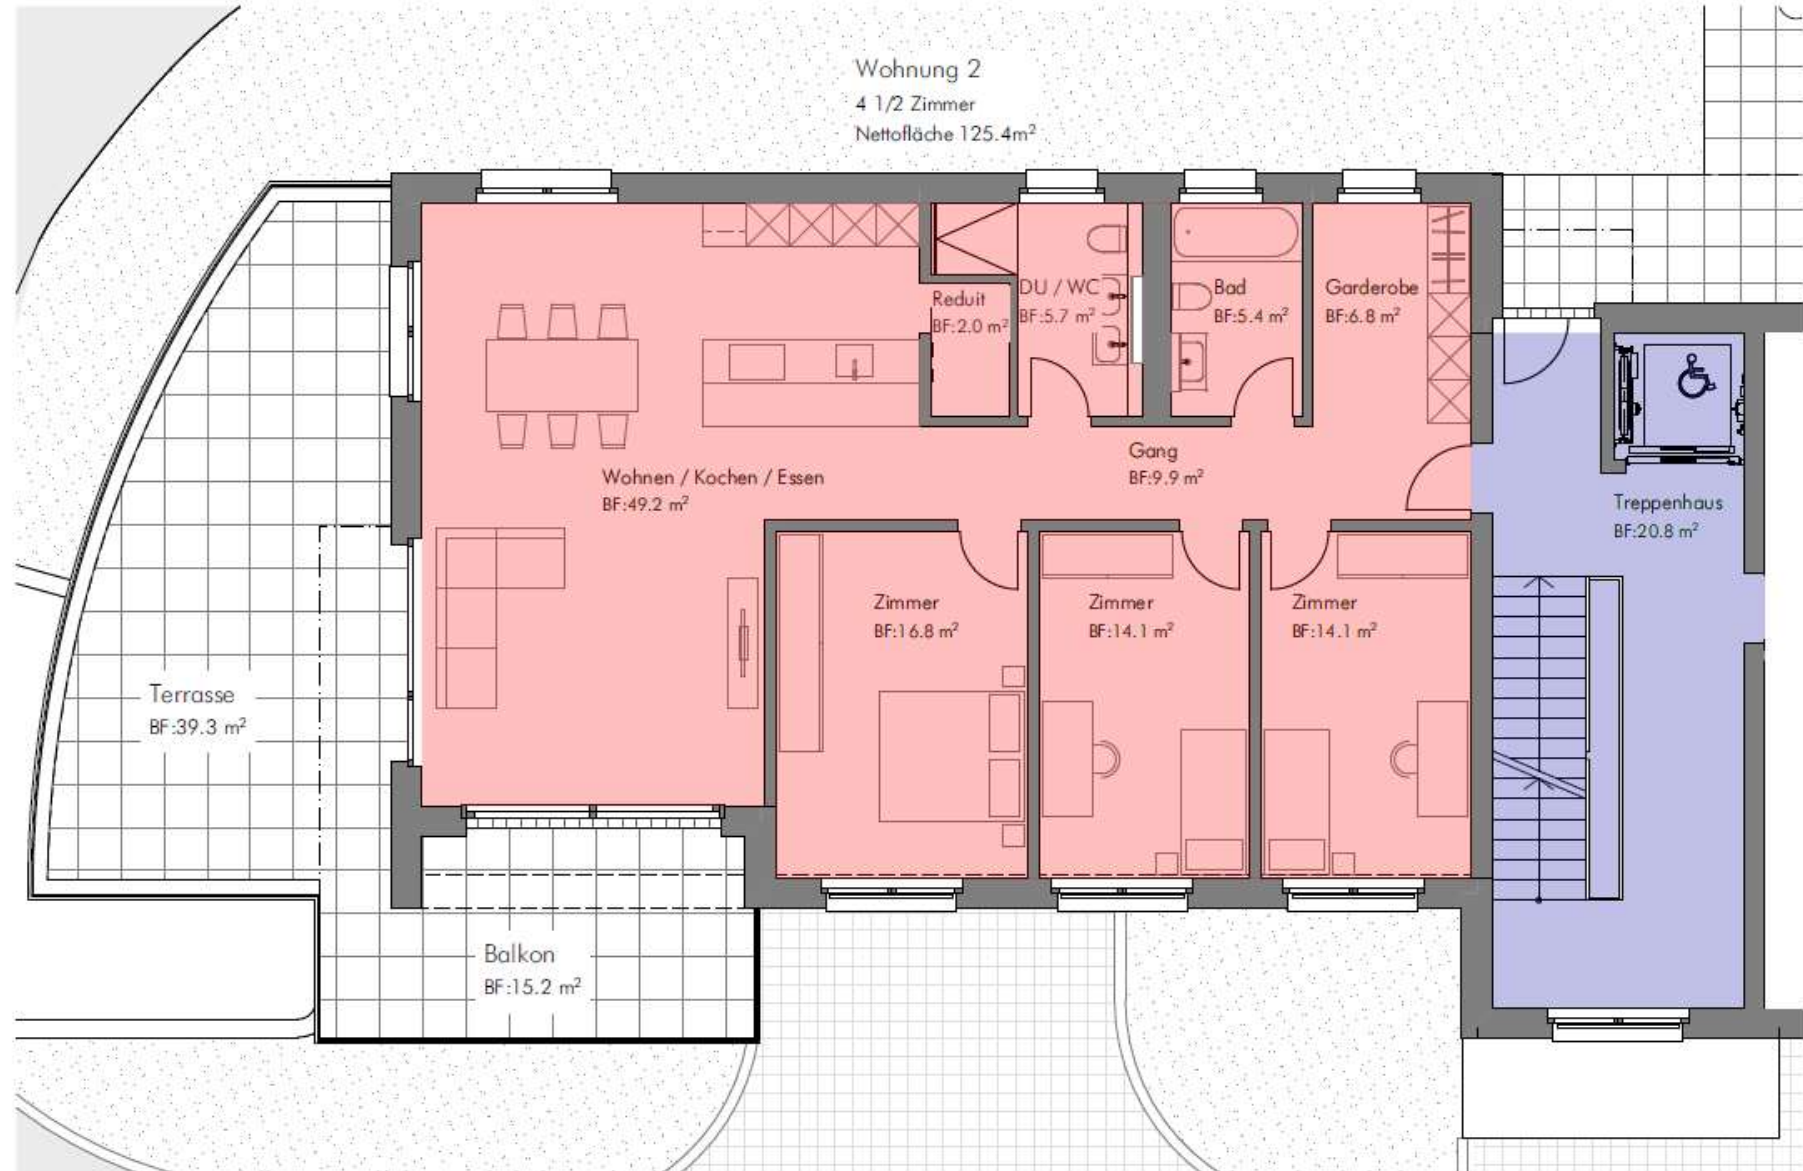 Wohnung 2
4 1/2 Zimmer
Nettofläche 125.4m²
Reduit
BF:2.0 m²
DU / WC
BF:5.7 m²
Bad
BF:5.4 m²
Garderobe
BF:6.8 m²
Wohnen / Kochen / Essen
BF:49.2 m²
Gang
BF:9.9 m²
Treppenhaus
BF:20.8 m²
Zimmer
BF:16.8 m²
Zimmer
BF:14.1 m²
Zimmer
BF:14.1 m²
Terrasse
BF:39.3 m²
Balkon
BF:15.2 m²